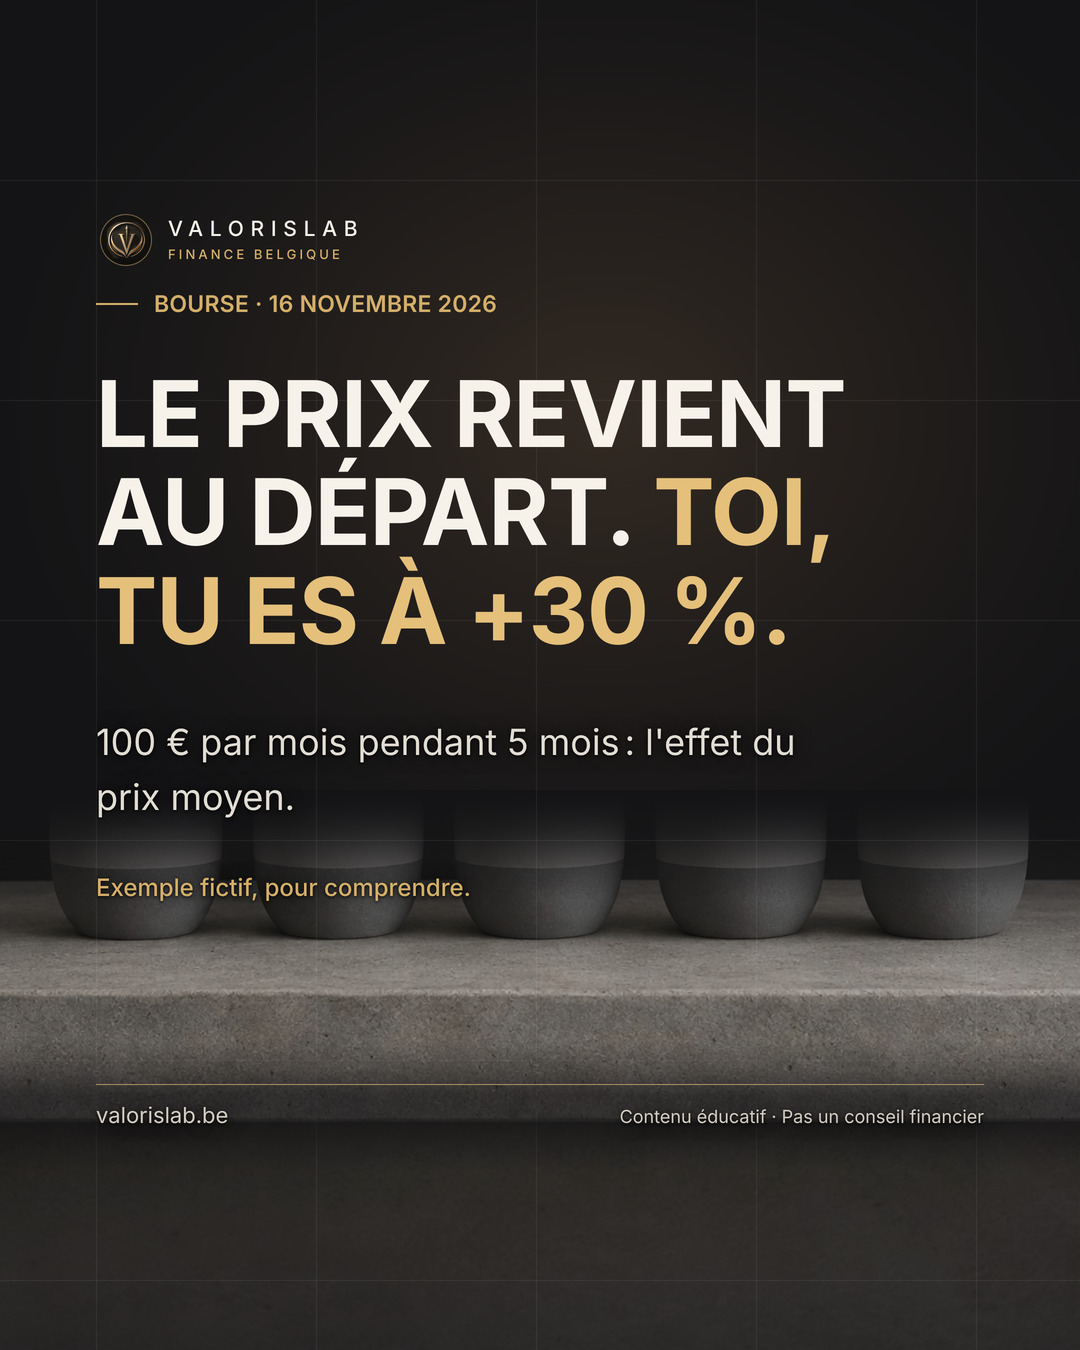 VALORISLAB
FINANCE BELGIQUE
BOURSE · 16 NOVEMBRE 2026
LE PRIX REVIENT
AU DÉPART. TOI,
TU ES À +30 %.
100 € par mois pendant 5 mois : l'effet du
prix moyen.
Exemple fictif, pour comprendre.
valorislab.be
Contenu éducatif · Pas un conseil financier